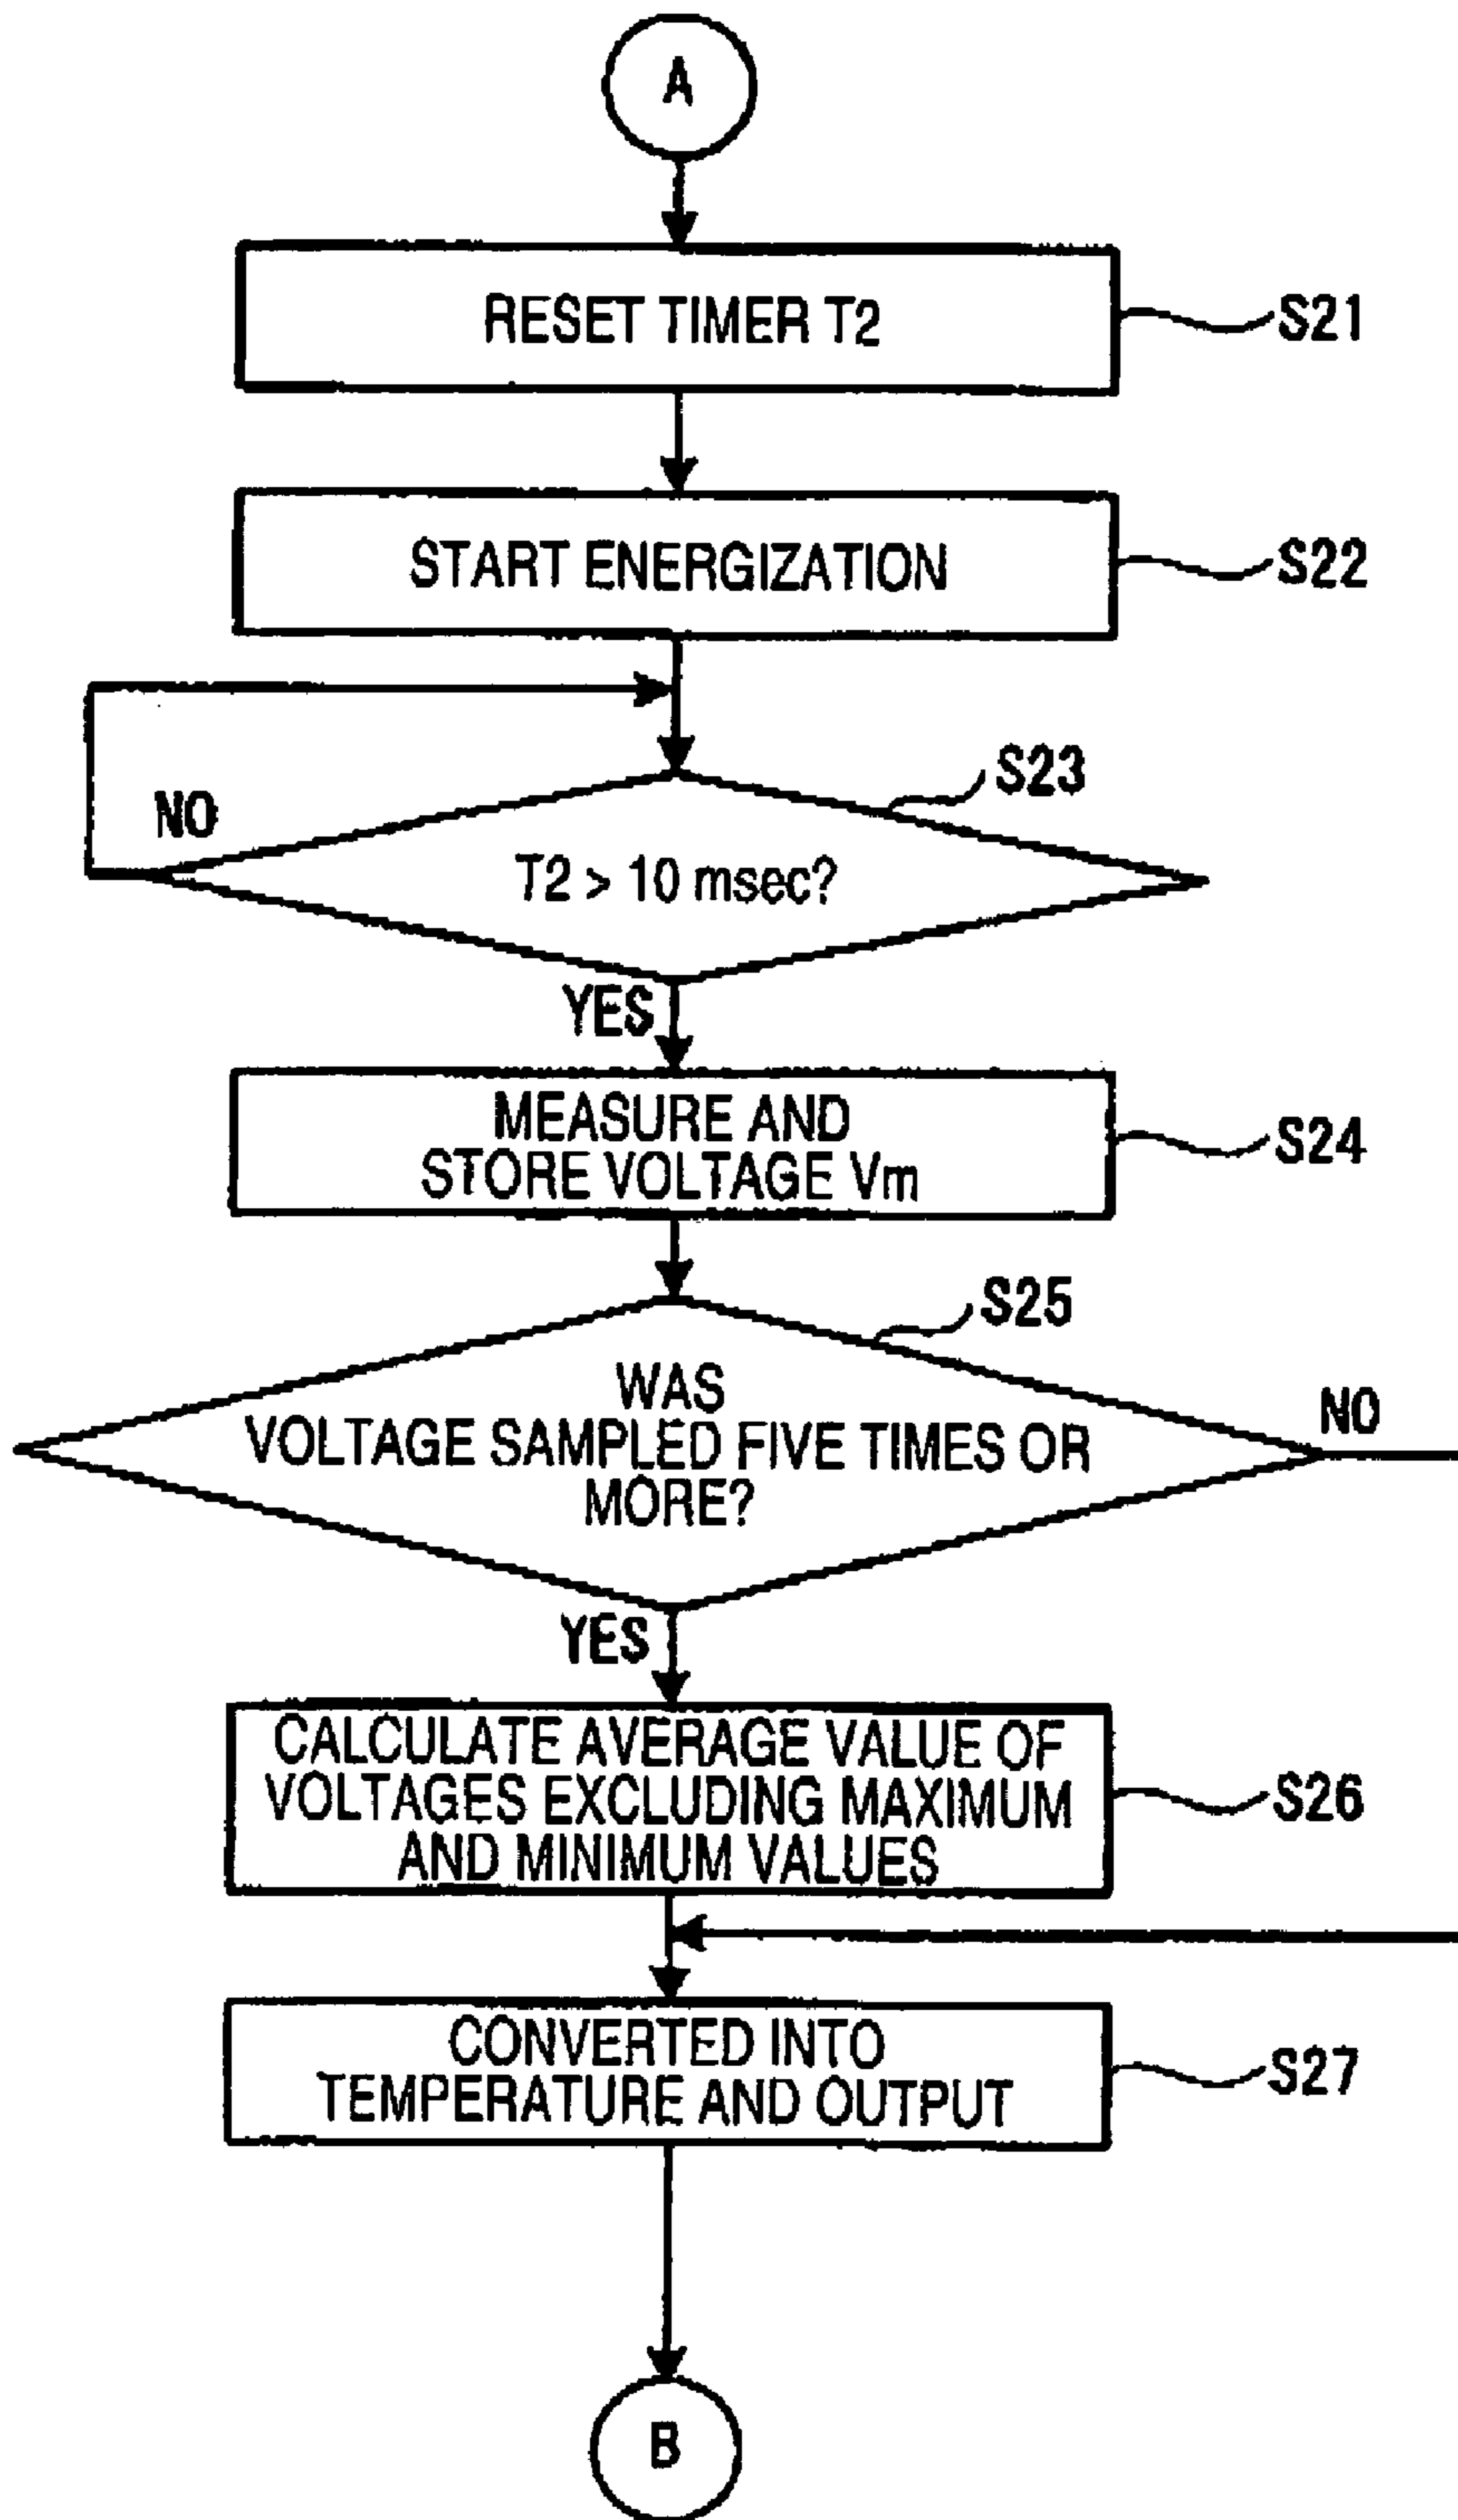 A
RESET TIMER T2
S21
START ENERGIZATION
S22
S23
NO
T2 > 10 msec?
YES
MEASURE AND
STORE VOLTAGE Vm
S24
S25
WAS
VOLTAGE SAMPLED FIVE TIMES OR
MORE?
NO
YES
CALCULATE AVERAGE VALUE OF
VOLTAGES EXCLUDING MAXIMUM
AND MINIMUM VALUES
S26
CONVERTED INTO
TEMPERATURE AND OUTPUT
S27
B